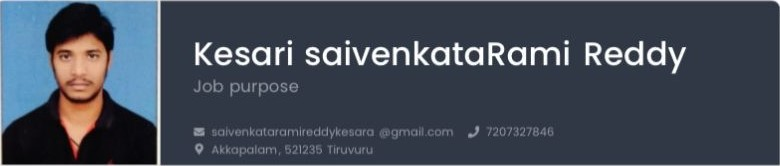 Kesari saivenkataRami Reddy
Job purpose
saivenkataramireddykesara @gmail.com 7207327846
Akkapalam, 521235 Tiruvuru